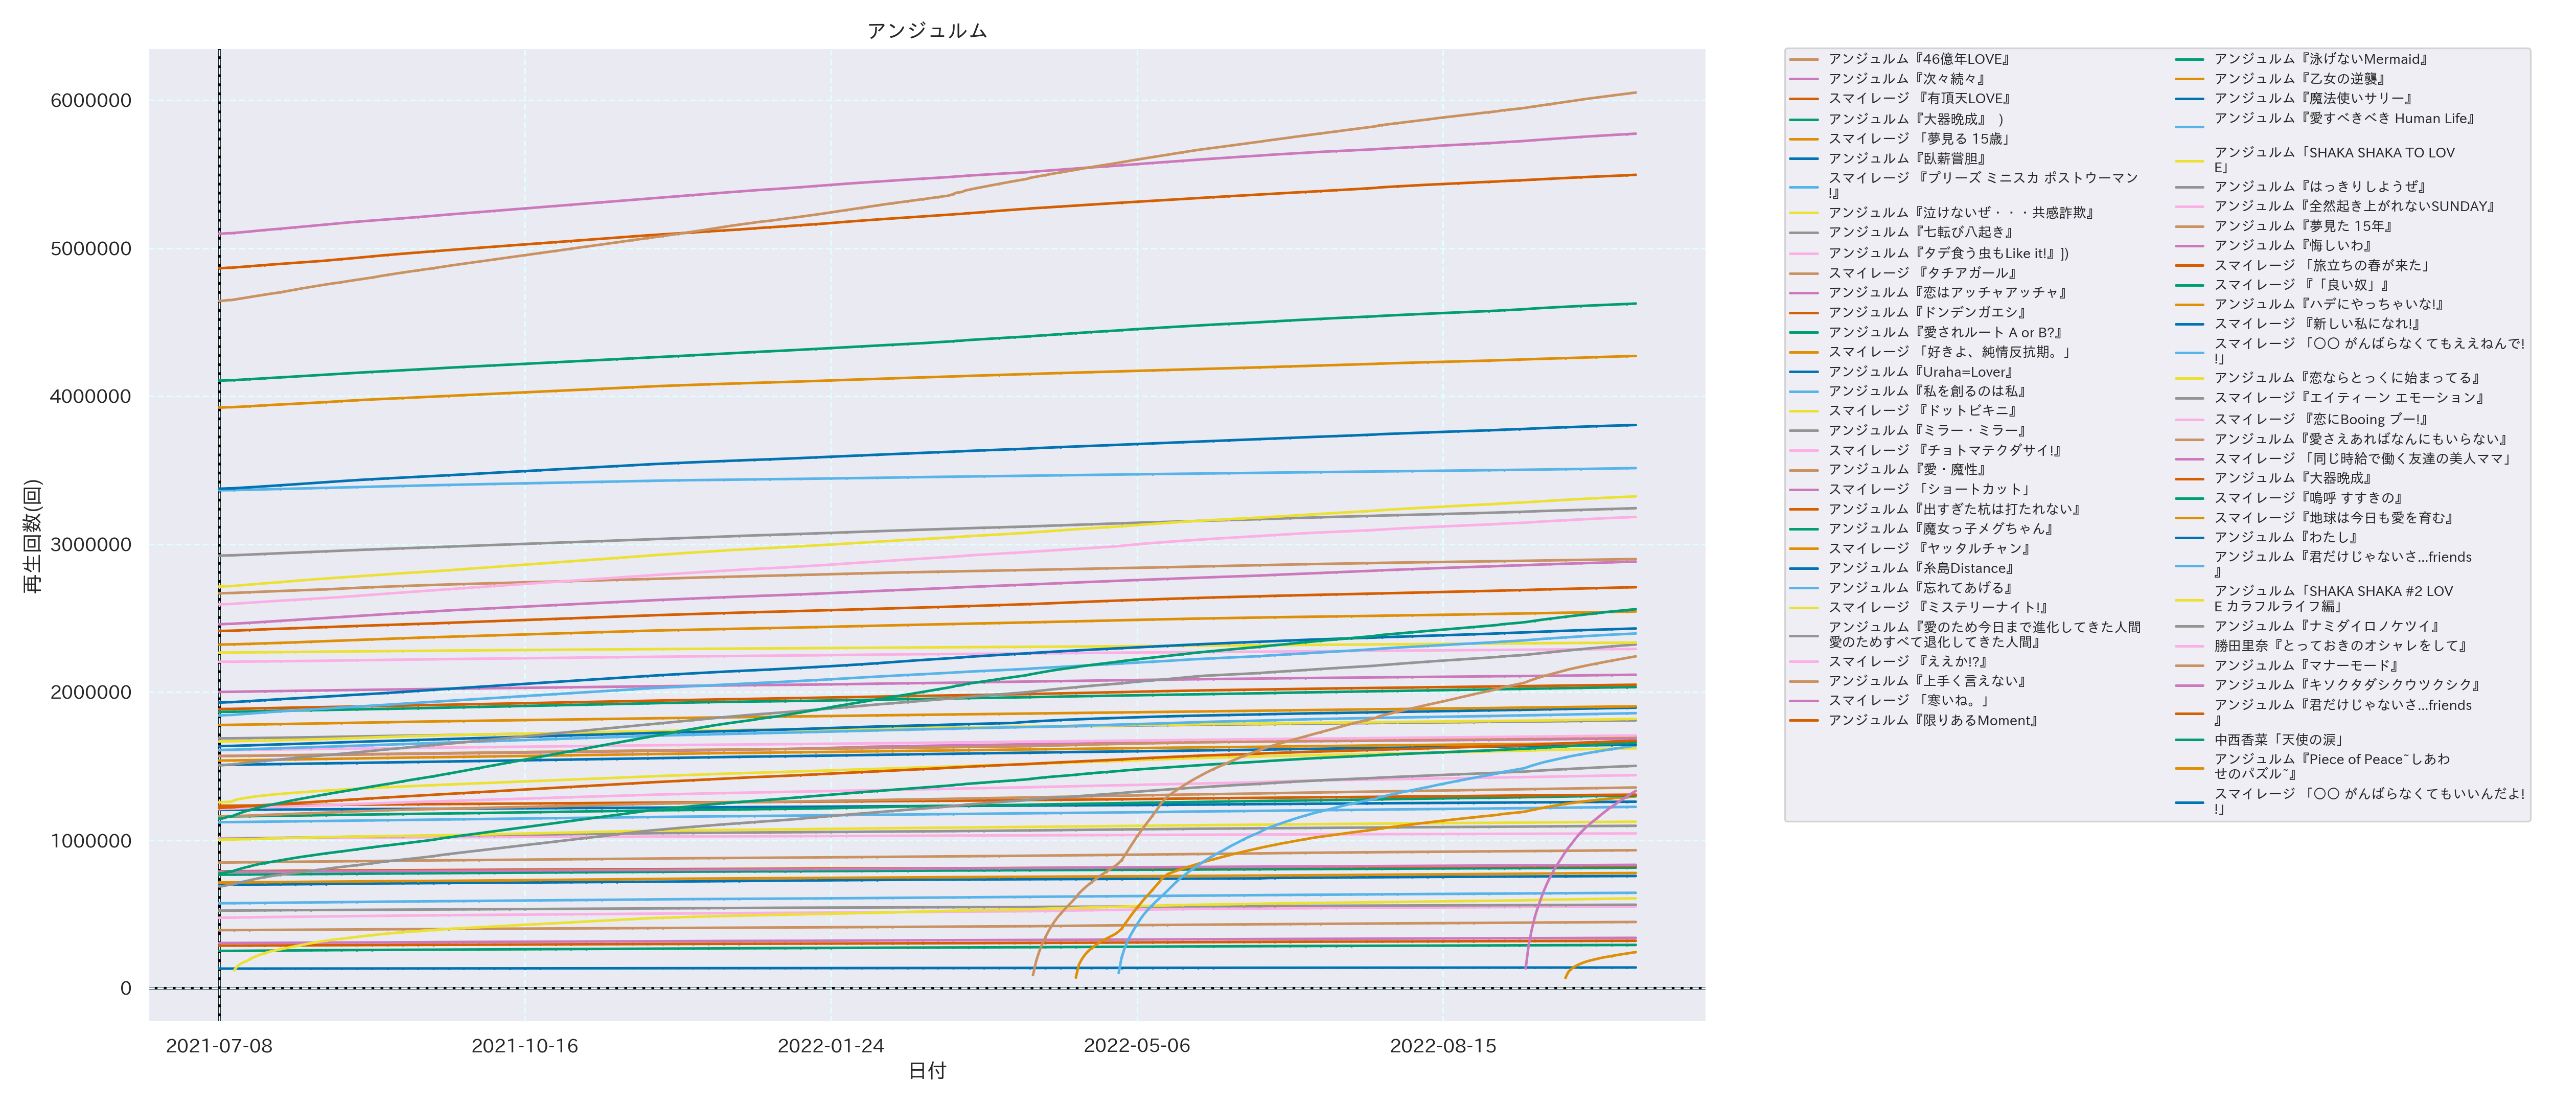 アンジュルム
6000000
5000000
4000000
3000000
2000000
1000000
0
再生回数(回)
2021-07-08
2021-10-16
2022-01-24
2022-05-06
2022-08-15
日付
アンジュルム『46億年LOVE』
アンジュルム『次々続々』
スマイレージ 『有頂天LOVE』
アンジュルム『大器晩成』 )
スマイレージ 「夢見る 15歳」
アンジュルム『臥薪嘗胆』
スマイレージ 『プリーズ ミニスカ ポストウーマン
!』
アンジュルム『泣けないぜ・・・共感詐欺』
アンジュルム『七転び八起き』
アンジュルム『タデ食う虫もLike it!』])
スマイレージ 『タチアガール』
アンジュルム『恋はアッチャアッチャ』
アンジュルム『ドンデンガエシ』
アンジュルム『愛されルート A or B?』
スマイレージ 「好きよ、純情反抗期。」
アンジュルム『Uraha=Lover』
アンジュルム『私を創るのは私』
スマイレージ 『ドットビキニ』
アンジュルム『ミラー・ミラー』
スマイレージ 『チョトマテクダサイ!』
アンジュルム『愛・魔性』
スマイレージ 「ショートカット」
アンジュルム『出すぎた杭は打たれない』
アンジュルム『魔女っ子メグちゃん』
スマイレージ 『ヤッタルチャン』
アンジュルム『糸島Distance』
アンジュルム『忘れてあげる』
スマイレージ 『ミステリーナイト!』
アンジュルム『愛のため今日まで進化してきた人間
愛のためすべて退化してきた人間』
スマイレージ 『ええか!?』
アンジュルム『上手く言えない』
スマイレージ 「寒いね。」
アンジュルム『限りあるMoment』
アンジュルム『泳げないMermaid』
アンジュルム『乙女の逆襲』
アンジュルム『魔法使いサリー』
アンジュルム『愛すべきべき Human Life』
アンジュルム「SHAKA SHAKA TO LOV
E」
アンジュルム『はっきりしようぜ』
アンジュルム『全然起き上がれないSUNDAY』
アンジュルム『夢見た 15年』
アンジュルム『悔しいわ』
スマイレージ 「旅立ちの春が来た」
スマイレージ 『「良い奴」』
アンジュルム『ハデにやっちゃいな!』
スマイレージ 『新しい私になれ!』
スマイレージ 「〇〇 がんばらなくてもええねんで!
!」
アンジュルム『恋ならとっくに始まってる』
アンジュルム『エイティーン エモーション』
スマイレージ 『恋にBooing ブー!』
アンジュルム『愛さえあればなんにもいらない』
スマイレージ 「同じ時給で働く友達の美人ママ」
アンジュルム『大器晩成』
スマイレージ『嗚呼 すすきの』
スマイレージ『地球は今日も愛を育む』
アンジュルム『わたし』
アンジュルム『君だけじゃないさ...friends
』
アンジュルム「SHAKA SHAKA #2 LOV
E カラフルライフ編」
アンジュルム『ナミダイロノケツイ』
勝田里奈『とっておきのオシャレをして』
アンジュルム『マナーモード』
アンジュルム『キソクタダシクウツクシク』
アンジュルム『君だけじゃないさ...friends
』
中西香菜「天使の涙」
アンジュルム『Piece of Peace~しあわ
せのパズル~』
スマイレージ 「〇〇 がんばらなくてもいいんだよ!
!」